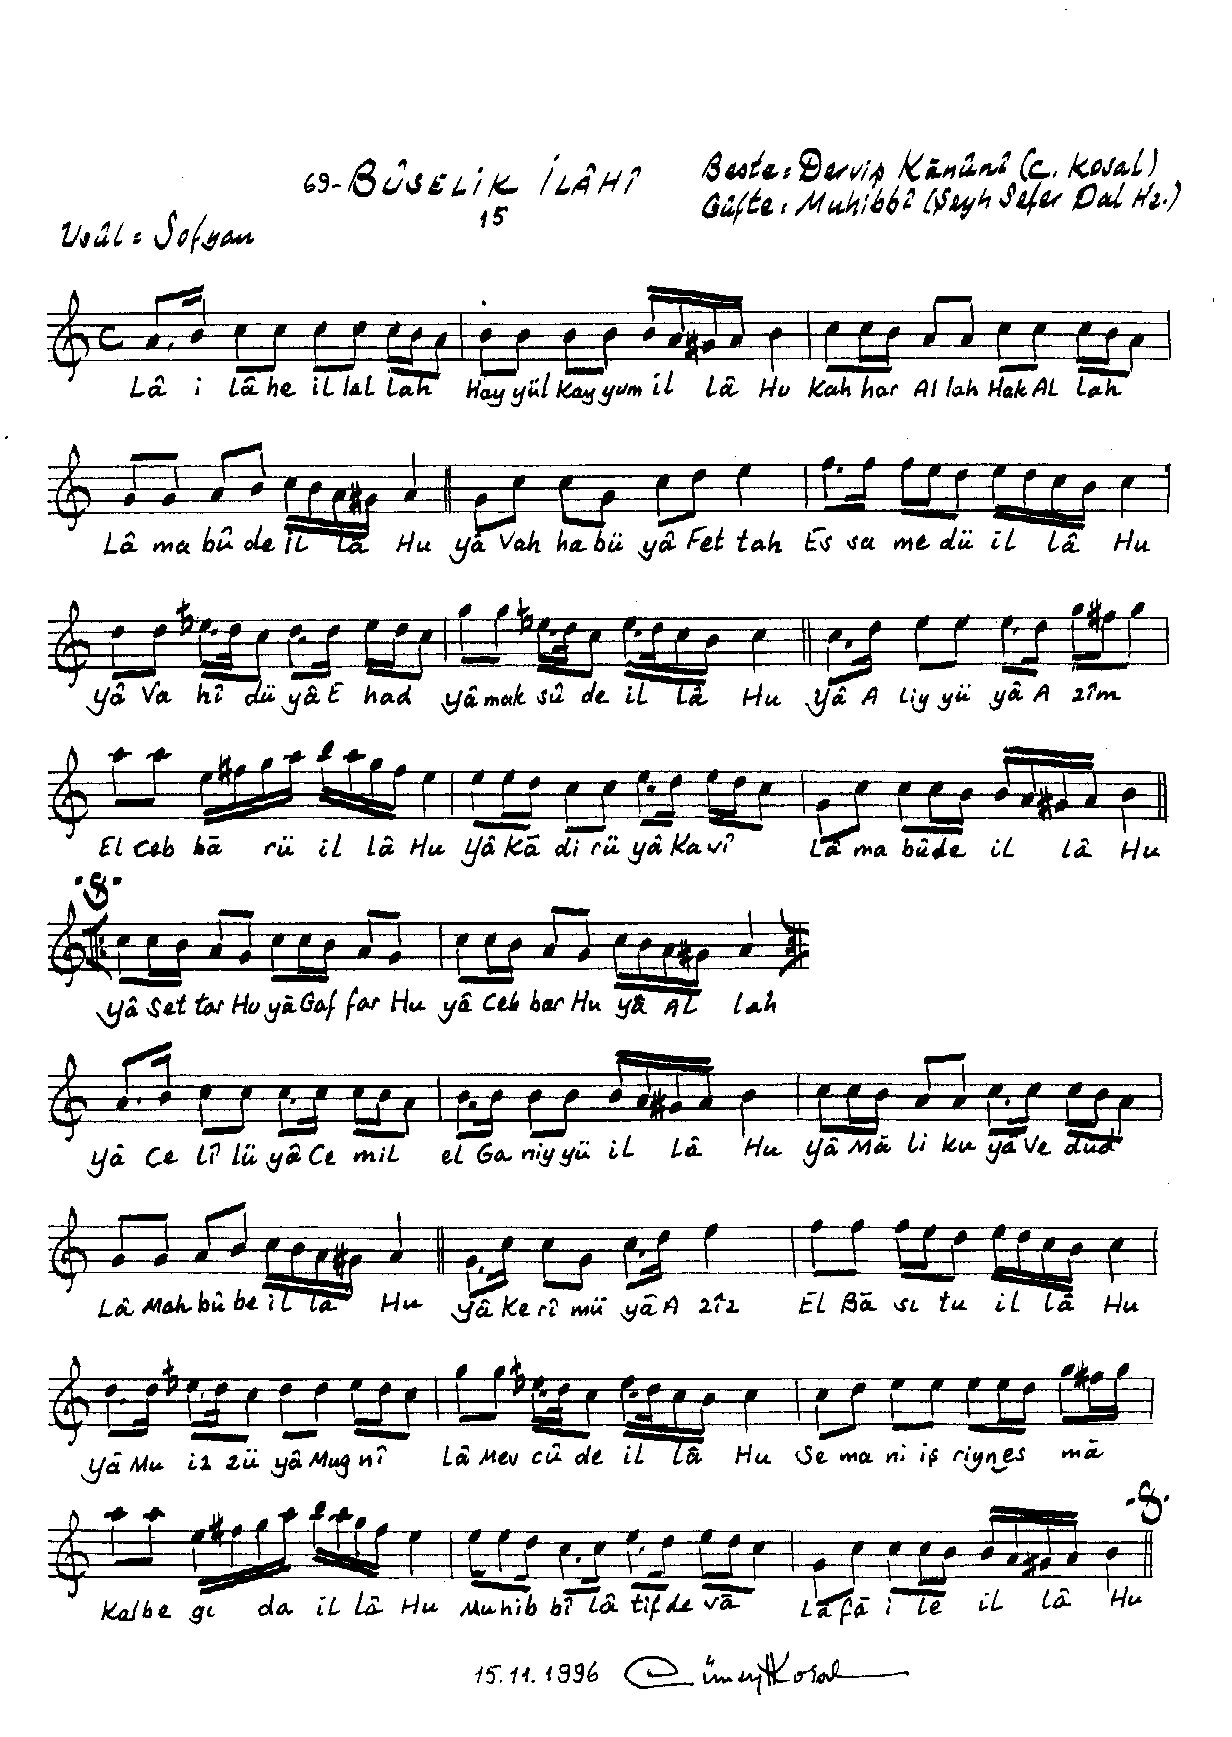 69-BÛSELİK İLÂHÎ
15
Beste: Derviş Kânûnî (C. Kosal)
Güfte: Muhibbî (Şeyh Sefer Dal Hz.)
Usûl: Sofyan
Lâ i lâ he il lal lah Hay yül Kay yum il lâ Hu Kah har Al lah Hak AL lah
Lâ ma bû de il lâ Hu yâ Vah ha bü yâ Fet tah Es sa me dü il lâ Hu
yâ Va hî dü yâ E had yâ mak sû de il lâ Hu yâ A liy yü yâ A zîm
El Ceb bâ rü il lâ Hu yâ Kâ di rü yâ Ka vî Lâ ma bûde il lâ Hu
yâ Set tar Hu yâ Gaf far Hu yâ Ceb bar Hu yâ AL lah
yâ Ce lî lü yâ Ce mil el Ga niy yü il lâ Hu yâ Mâ li ku yâ Ve dud
Lâ Mah bû be il lâ Hu yâ Ke rî mü yâ A zîz El Bâ sı tu il lâ Hu
yâ Mu iz zü yâ Mug nî Lâ Mev cû de il lâ Hu Se ma ni iş riynes mâ
Kalbe gı da il lâ Hu Muhib bî lâ tîf de vâ Lâ fâ i le il lâ Hu
15.11.1996 Cüneyt Kosal